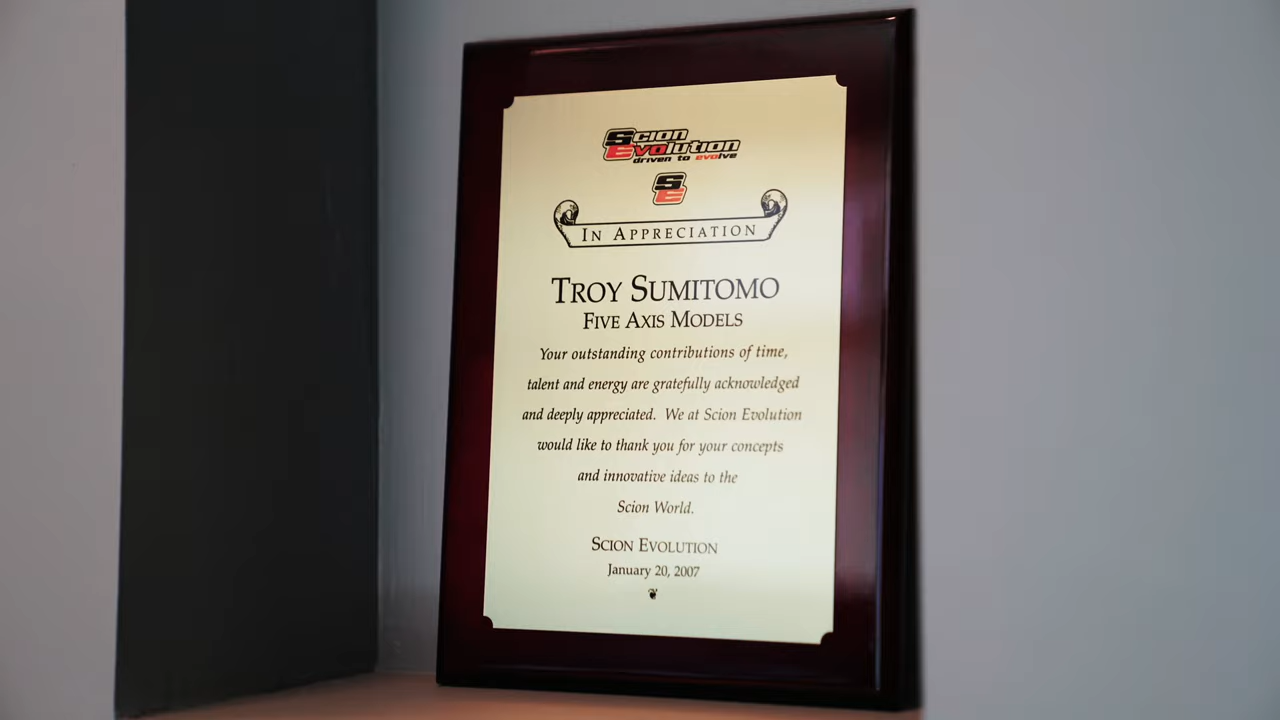 Scion
Evolution
driven to evolve
SE
IN APPRECIATION
TROY SUMITOMO
FIVE AXIS MODELS
Your outstanding contributions of time,
talent and energy are gratefully acknowledged
and deeply appreciated. We at Scion Evolution
would like to thank you for your concepts
and innovative ideas to the
Scion World.
SCION EVOLUTION
January 20, 2007